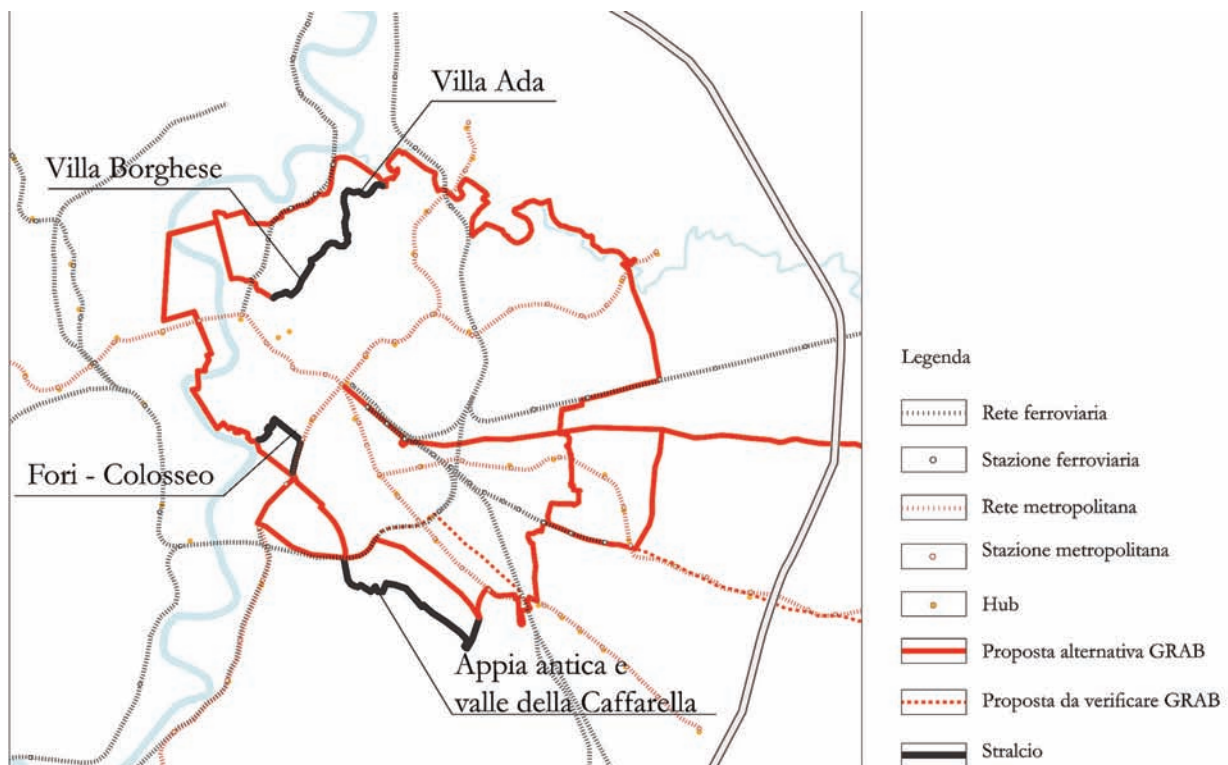 Villa Ada
Villa Borghese
Fori - Colosseo
Appia antica e
valle della Caffarella
Legenda
Rete ferroviaria
Stazione ferroviaria
Rete metropolitana
Stazione metropolitana
Hub
Proposta alternativa GRAB
Proposta da verificare GRAB
Stralcio